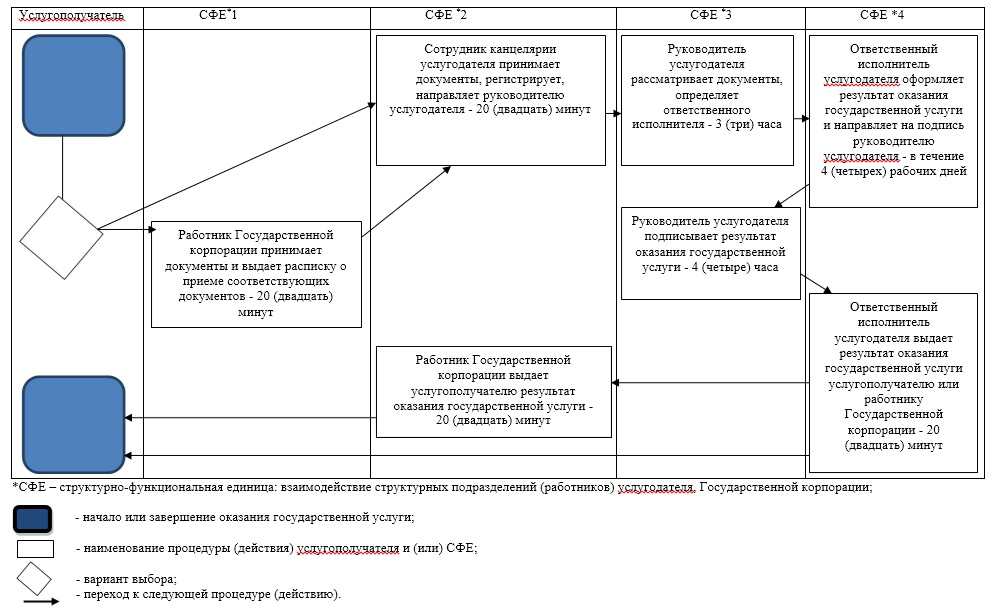 Услугополучатель
СФЕ*1
СФЕ *2
СФЕ *3
СФЕ *4
Сотрудник канцелярии
услугодателя принимает
документы, регистрирует,
направляет руководителю
услугодателя - 20 (двадцать) минут
Руководитель
услугодателя
рассматривает документы,
определяет
ответственного
исполнителя - 3 (три) часа
Ответственный
исполнитель
услугодателя оформляет
результат оказания
государственной услуги
и направляет на подпись
руководителю
услугодателя - в течение
4 (четырех) рабочих дней
Работник Государственной
корпорации принимает
документы и выдает расписку о
приеме соответствующих
документов - 20 (двадцать)
минут
Руководитель услугодателя
подписывает результат
оказания государственной
услуги - 4 (четыре) часа
Ответственный
исполнитель
услугодателя выдает
результат оказания
государственной услуги
услугополучателю или
работнику
Государственной
корпорации - 20
(двадцать) минут
Работник Государственной
корпорации выдает
услугополучателю результат
оказания государственной услуги -
20 (двадцать) минут
*СФЕ – структурно-функциональная единица: взаимодействие структурных подразделений (работников) услугодателя, Государственной корпорации;
- начало или завершение оказания государственной услуги;
- наименование процедуры (действия) услугополучателя и (или) СФЕ;
- вариант выбора;
- переход к следующей процедуре (действию).